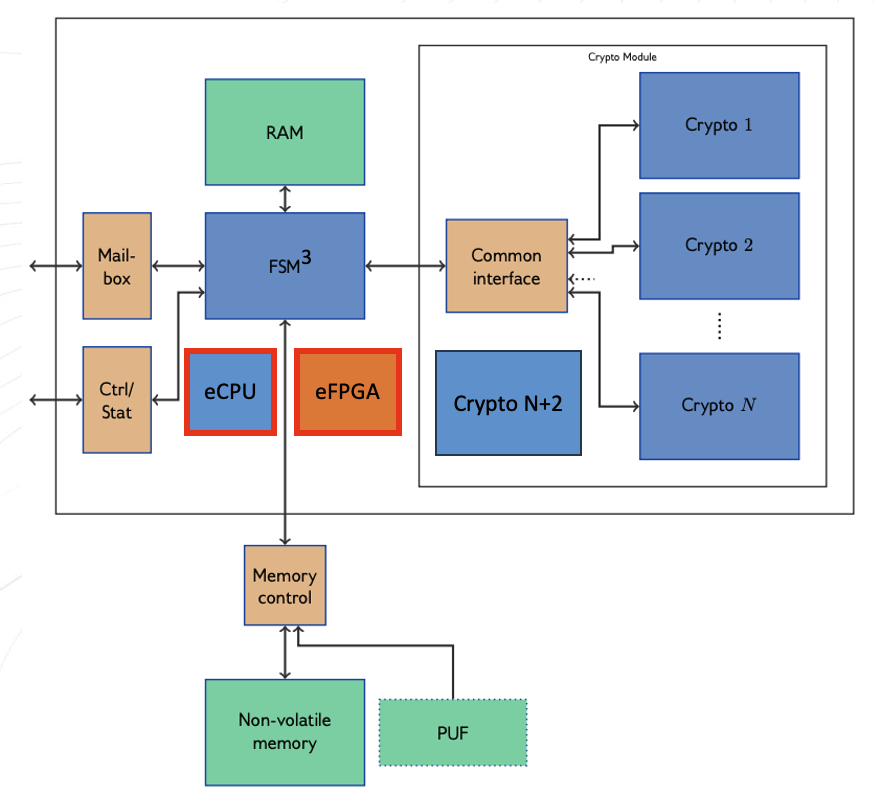 Crypto Module
RAM
Crypto 1
Mail-
box
FSM3
Common
interface
Crypto 2
Ctrl/
Stat
eCPU
eFPGA
Crypto N+2
Crypto N
Memory
control
Non-volatile
memory
PUF